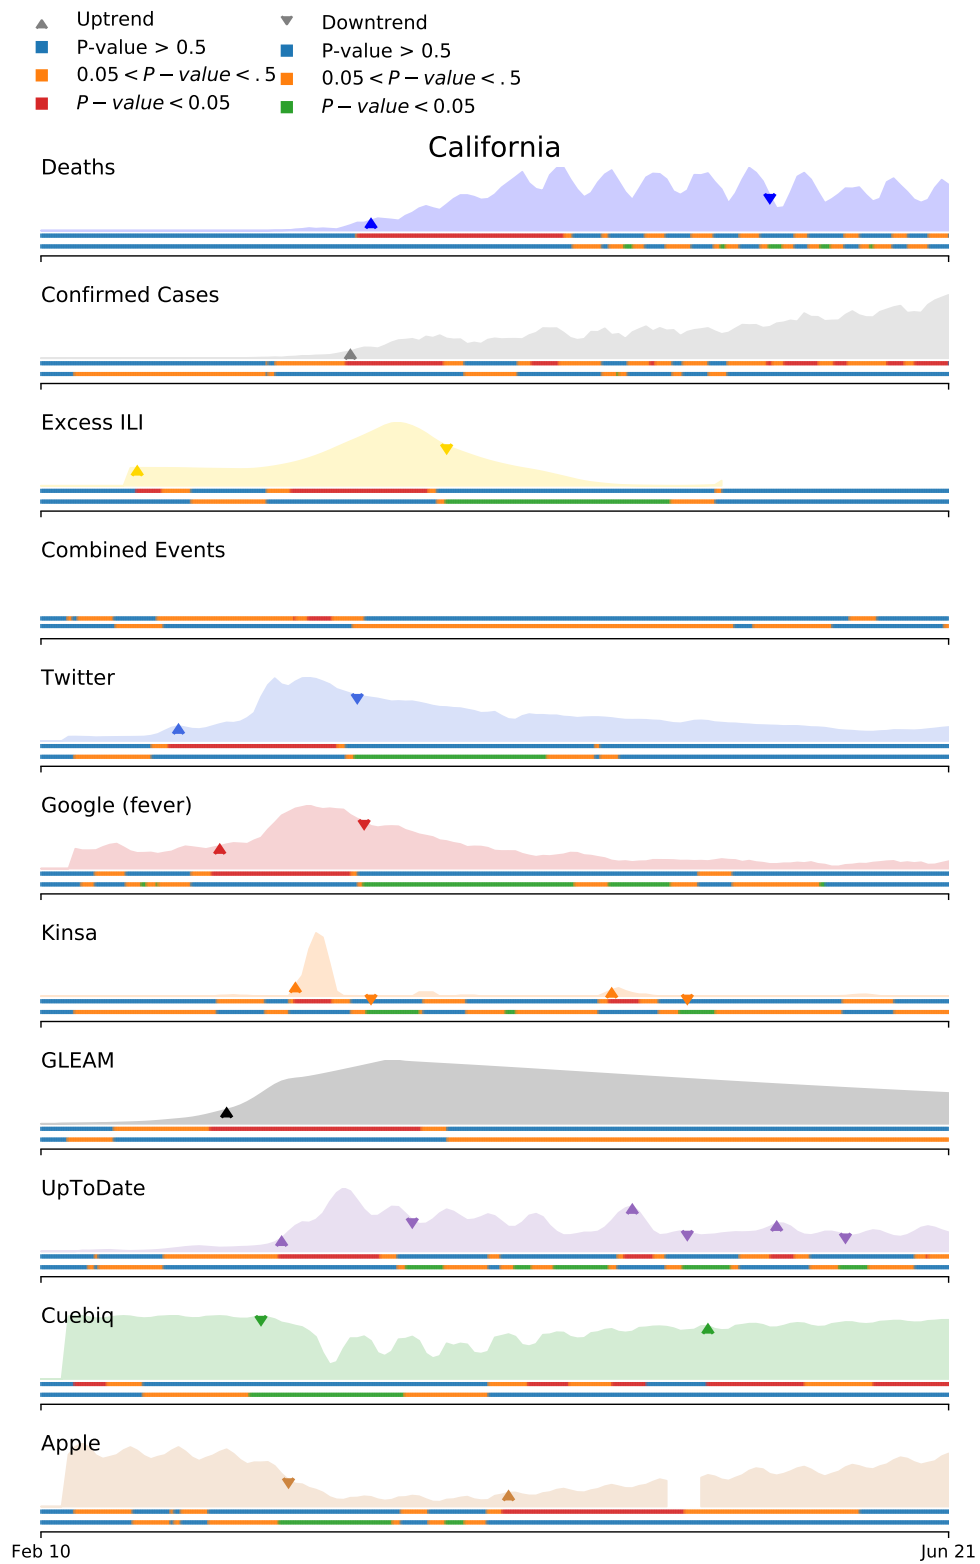 Uptrend
P-value > 0.5
0.05 < P − value < .5
P − value < 0.05
Downtrend
P-value > 0.5
0.05 < P − value < .5
P − value < 0.05
California
Deaths
Confirmed Cases
Excess ILI
Combined Events
Twitter
Google (fever)
Kinsa
GLEAM
UpToDate
Cuebiq
Apple
Feb 10
Jun 21